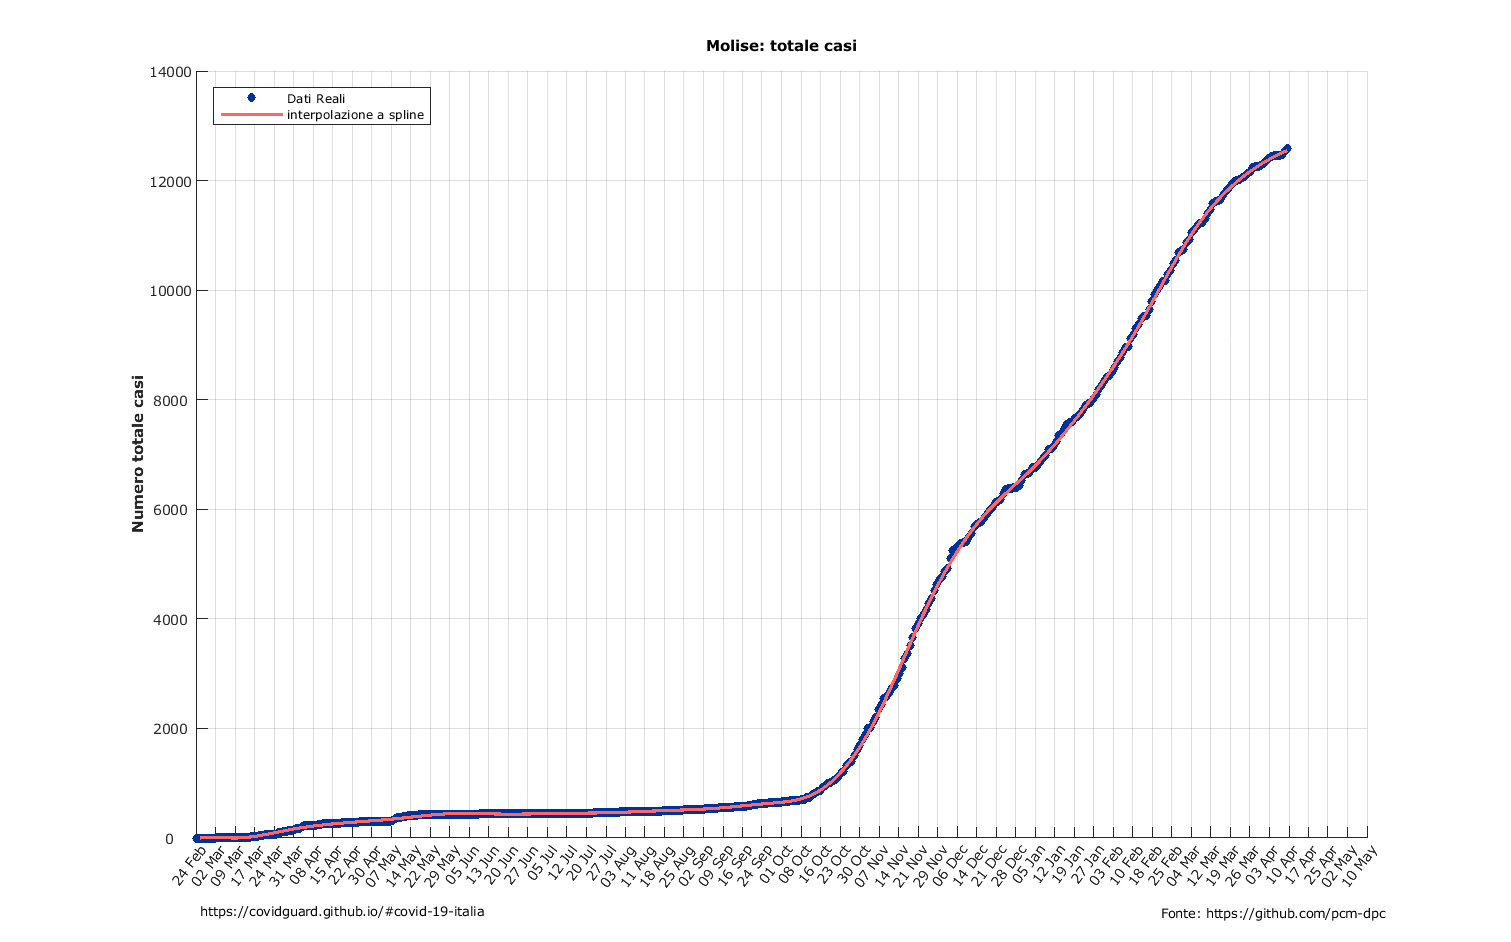 Molise: totale casi
14000
12000
10000
8000
6000
4000
2000
0
Numero totale casi
Dati Reali
interpolazione a spline
24 Feb
02 Mar
09 Mar
17 Mar
24 Mar
31 Mar
08 Apr
15 Apr
22 Apr
30 Apr
07 May
14 May
22 May
29 May
05 Jun
13 Jun
20 Jun
27 Jun
05 Jul
12 Jul
20 Jul
27 Jul
03 Aug
11 Aug
18 Aug
25 Aug
02 Sep
09 Sep
16 Sep
24 Sep
01 Oct
08 Oct
16 Oct
23 Oct
30 Oct
07 Nov
14 Nov
21 Nov
29 Nov
06 Dec
14 Dec
21 Dec
28 Dec
05 Jan
12 Jan
19 Jan
27 Jan
03 Feb
10 Feb
18 Feb
25 Feb
04 Mar
12 Mar
19 Mar
26 Mar
03 Apr
10 Apr
17 Apr
25 Apr
02 May
10 May
https://covidguard.github.io/#covid-19-italia
Fonte: https://github.com/pcm-dpc